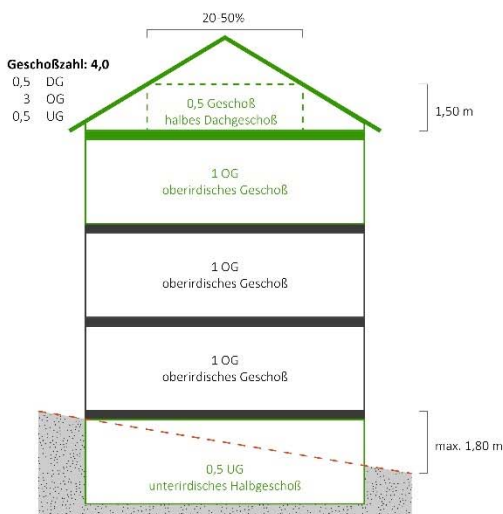 20-50%
Geschoßzahl: 4,0
0,5 DG
3 OG
0,5 UG
0,5 Geschoß
halbes Dachgeschoß
1,50 m
1 OG
oberirdisches Geschoß
1 OG
oberirdisches Geschoß
1 OG
oberirdisches Geschoß
max. 1,80 m
0,5 UG
unterirdisches Halbgeschoß